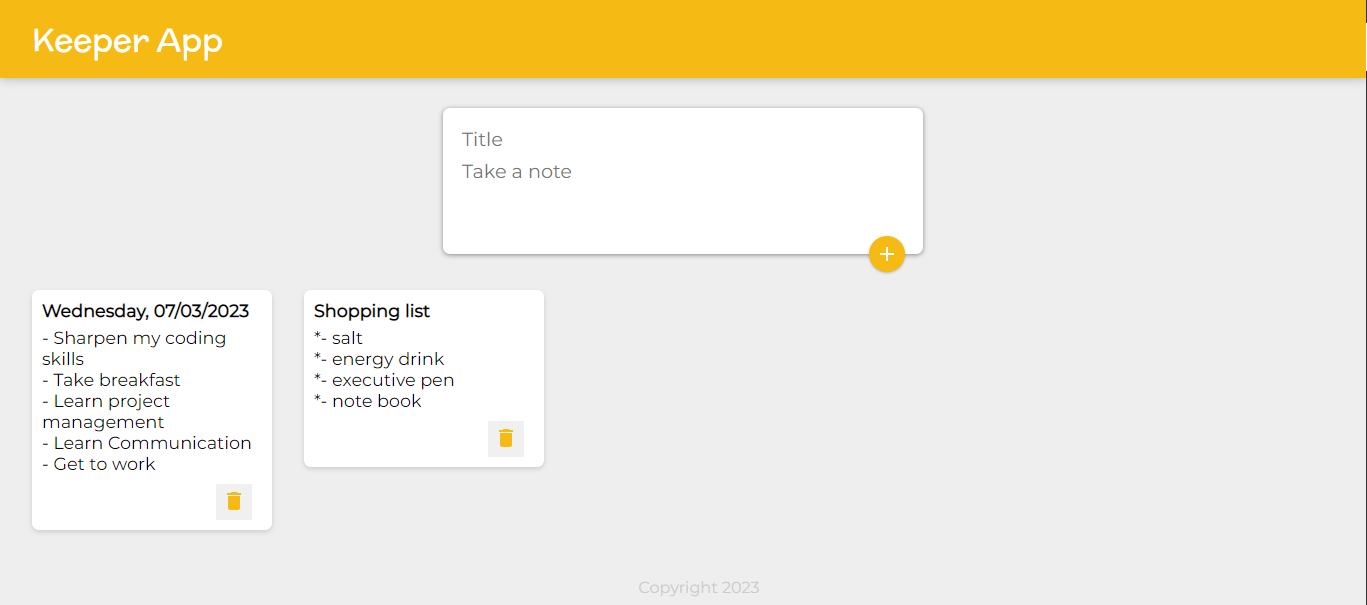 Keeper App
Title
Take a note
Wednesday, 07/03/2023
- Sharpen my coding
skills
- Take breakfast
- Learn project
management
- Learn Communication
- Get to work
Shopping list
*- salt
*- energy drink
*- executive pen
*- note book
Copyright 2023